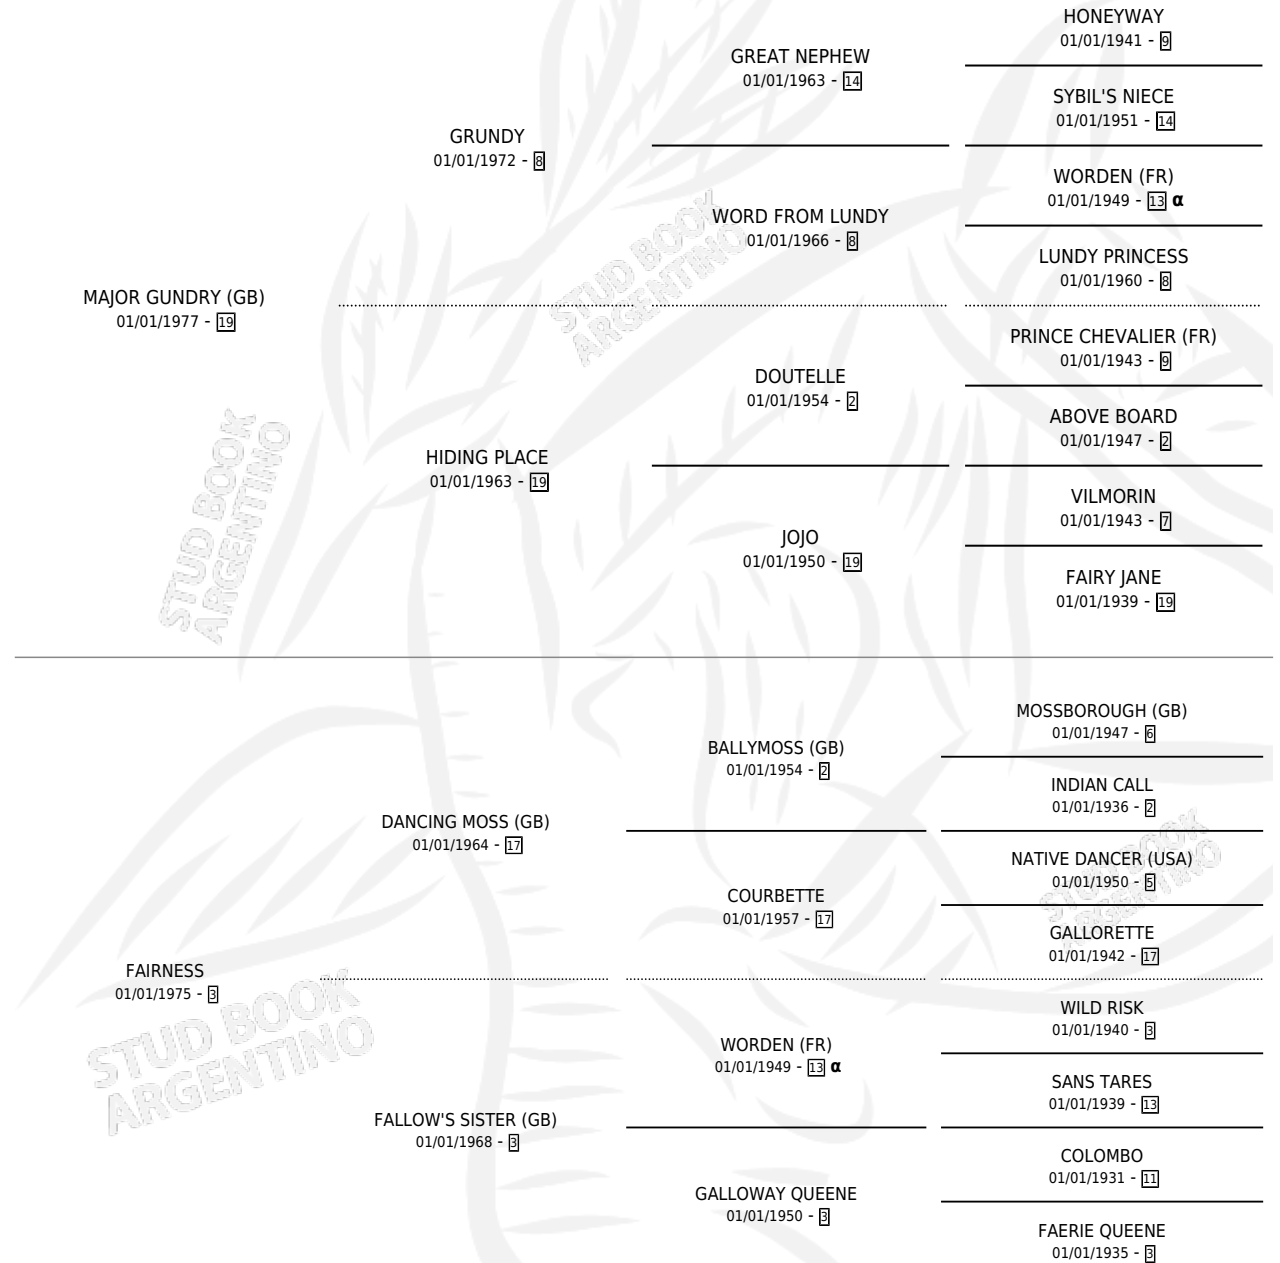 HONEYWAY
01/01/1941 - 9
GREAT NEPHEW
01/01/1963 - 14
SYBIL'S NIECE
01/01/1951 - 14
GRUNDY
01/01/1972 - 8
WORDEN (FR)
01/01/1949 - 13 α
WORD FROM LUNDY
01/01/1966 - 8
LUNDY PRINCESS
01/01/1960 - 8
MAJOR GUNDRY (GB)
01/01/1977 - 19
PRINCE CHEVALIER (FR)
01/01/1943 - 9
DOUTELLE
01/01/1954 - 2
ABOVE BOARD
01/01/1947 - 2
HIDING PLACE
01/01/1963 - 19
VILMORIN
01/01/1943 - 7
JOJO
01/01/1950 - 19
FAIRY JANE
01/01/1939 - 19
MOSSBOROUGH (GB)
01/01/1947 - 6
BALLYMOSS (GB)
01/01/1954 - 2
INDIAN CALL
01/01/1936 - 2
DANCING MOSS (GB)
01/01/1964 - 17
NATIVE DANCER (USA)
01/01/1950 - 5
COURBETTE
01/01/1957 - 17
GALLORETTE
01/01/1942 - 17
FAIRNESS
01/01/1975 - 3
WILD RISK
01/01/1940 - 3
WORDEN (FR)
01/01/1949 - 13 α
SANS TARES
01/01/1939 - 13
FALLOW'S SISTER (GB)
01/01/1968 - 3
COLOMBO
01/01/1931 - 11
GALLOWAY QUEENE
01/01/1950 - 3
FAERIE QUEENE
01/01/1935 - 3
STUD BOOK
ARGENTINO
STUD BOOK
ARGENTINO
STUD BOOK
ARGENTINO
STUD BOOK
ARGENTINO